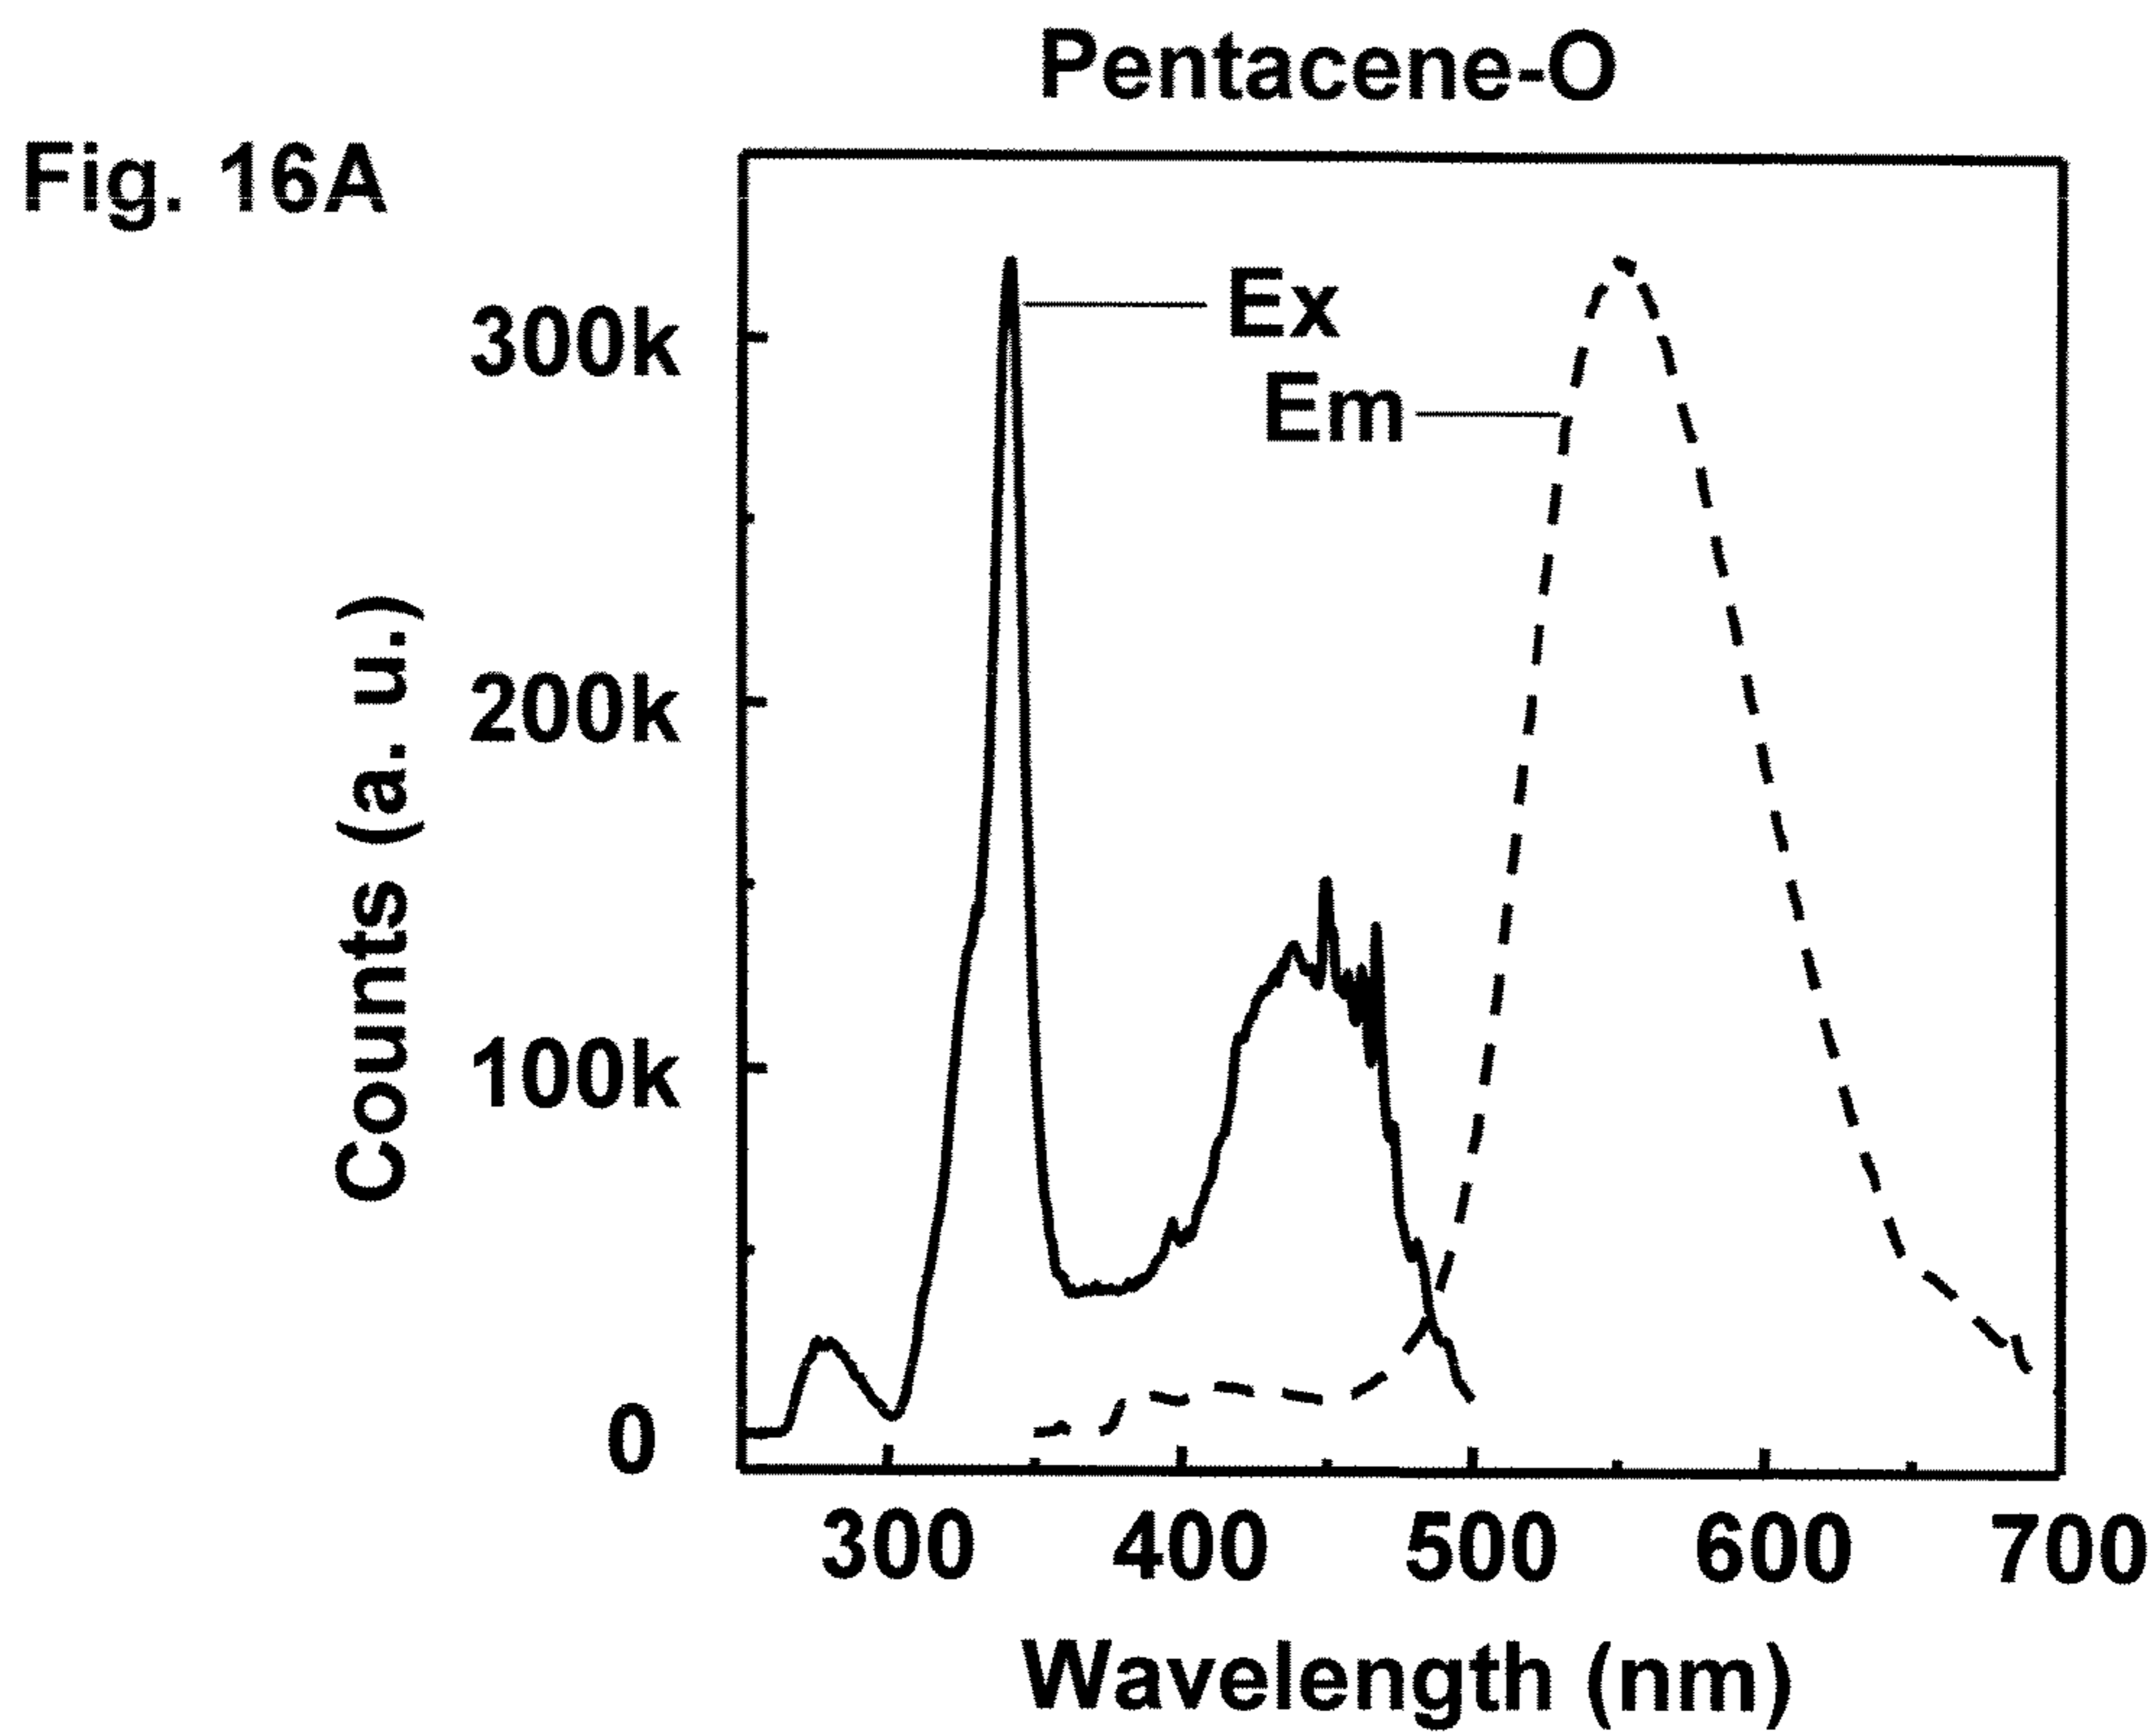 Pentacene-O
Fig. 16A
Ex
Em
300k
200k
100k
0
Counts (a. u.)
300 400 500 600 700
Wavelength (nm)